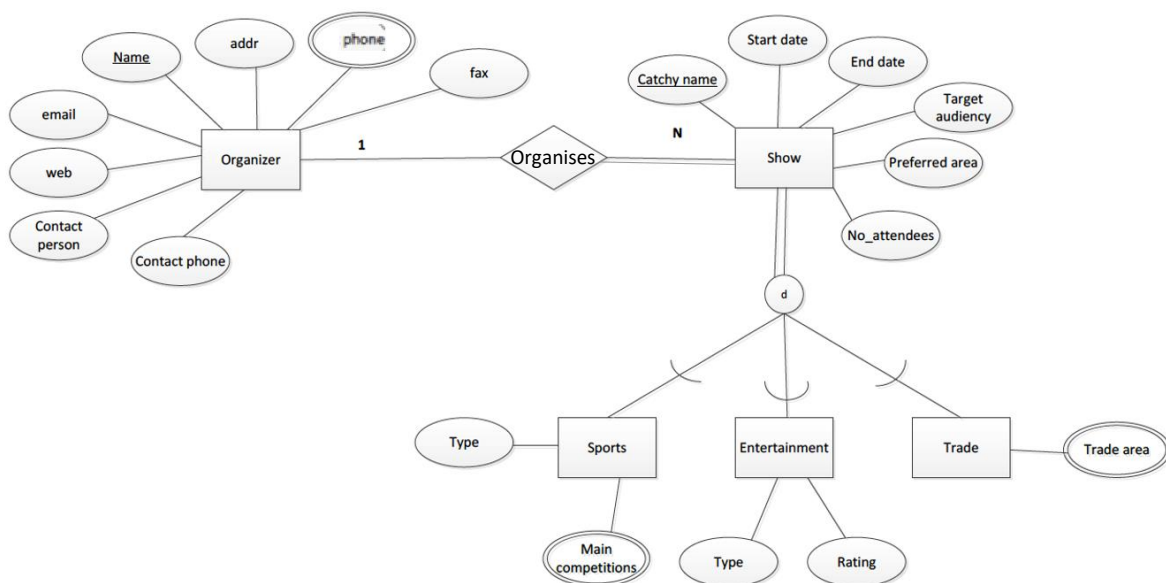 Start date
addr
phone
End date
Name
fax
Catchy name
Target
audiency
email
1
N
Organizer
Organises
Show
Preferred area
web
Contact
person
No_attendees
Contact phone
d
Type
Sports
Entertainment
Trade
Trade area
Main
competitions
Type
Rating